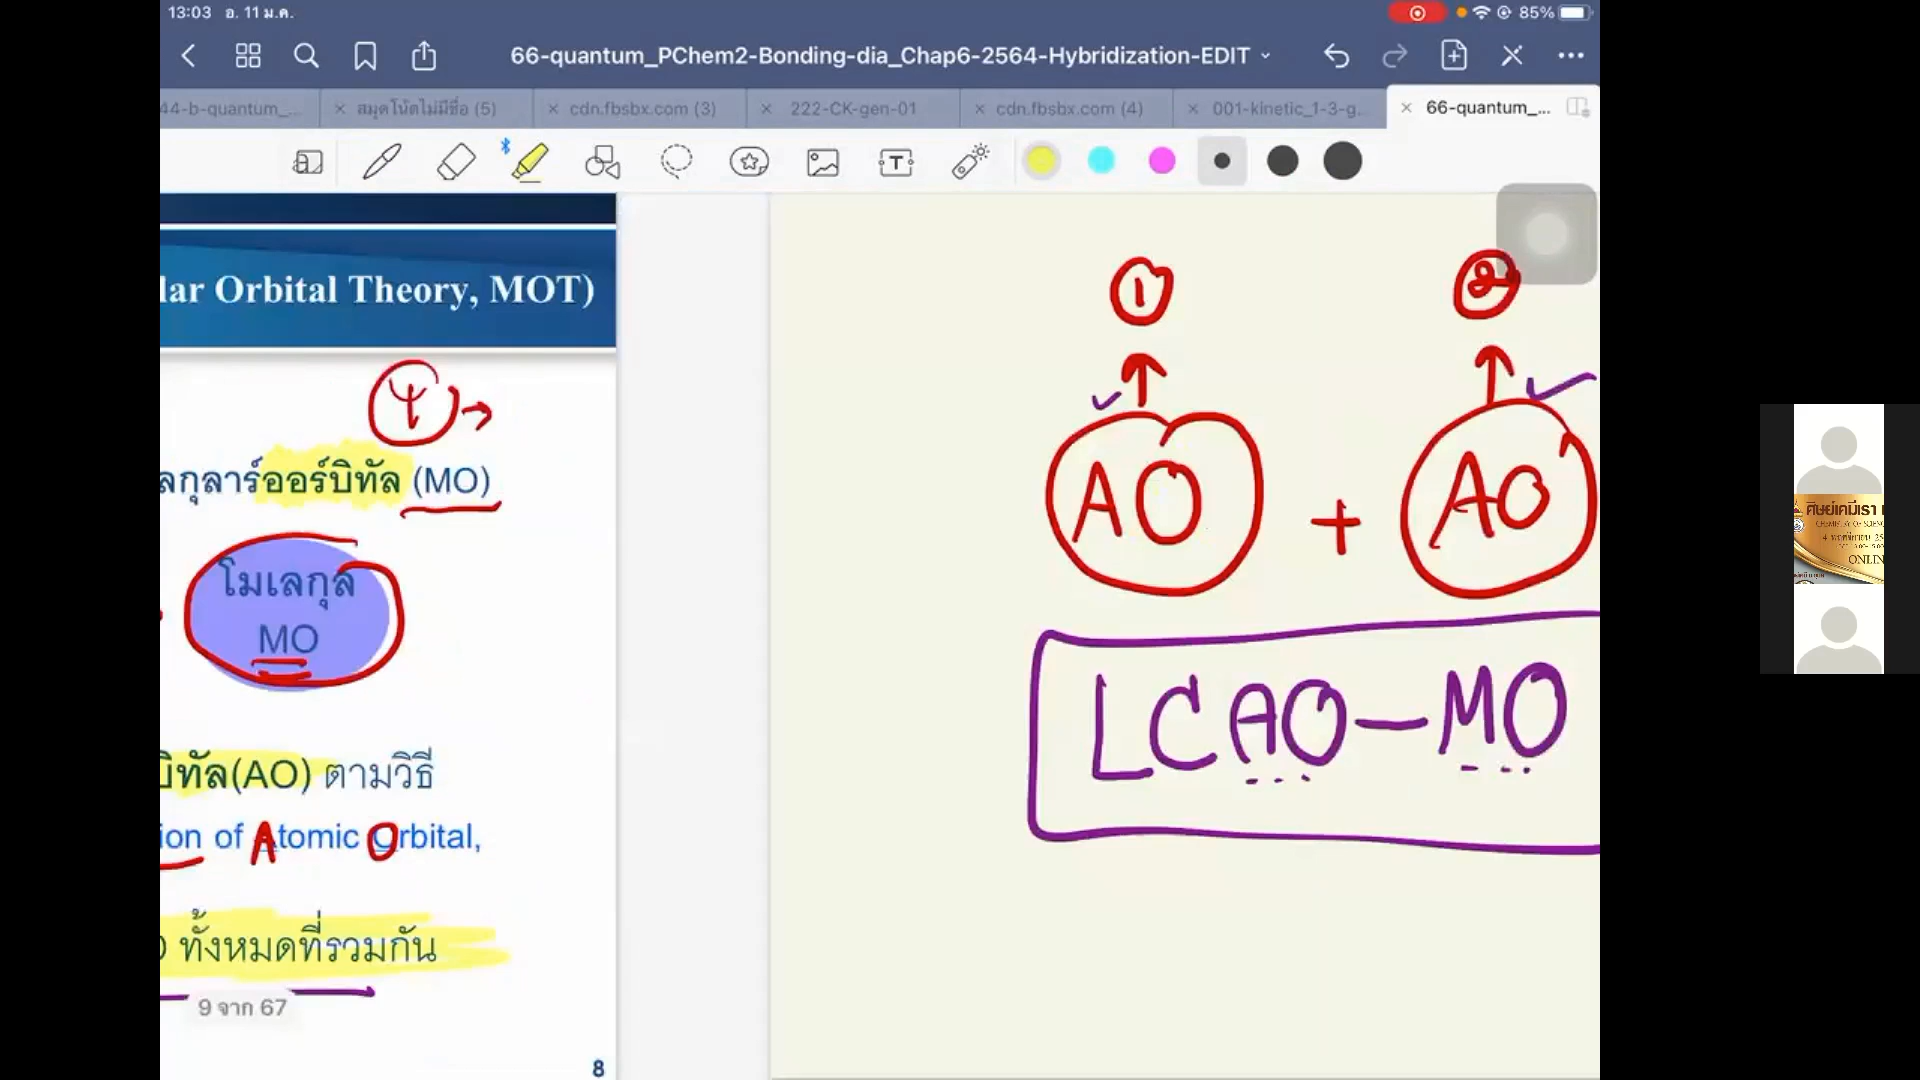 13:03 อ. 11 ม.ค.
85%
66-quantum_PChem2-Bonding-dia_Chap6-2564-Hybridization-EDIT
44-b-quantum_...
สมุดโน้ตไม่มีชื่อ (5)
cdn.fbsbx.com (3)
222-CK-gen-01
cdn.fbsbx.com (4)
001-kinetic_1-3-g...
66-quantum_...
lar Orbital Theory, MOT)
Ψ
ลกุลาร์ออร์บิทัล (MO)
โมเลกุล
MO
บิทัล(AO) ตามวิธี
ion of Atomic Orbital,
A O
ทั้งหมดที่รวมกัน
9 จาก 67
8
1 2
AO + AO
LCAO-MO
ศิษย์เคมีเรา
ONLIN